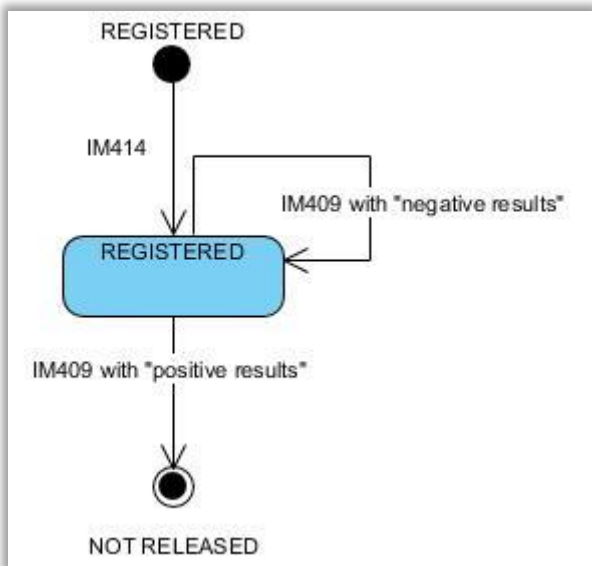 REGISTERED
IM414
IM409 with "negative results"
REGISTERED
IM409 with "positive results"
NOT RELEASED